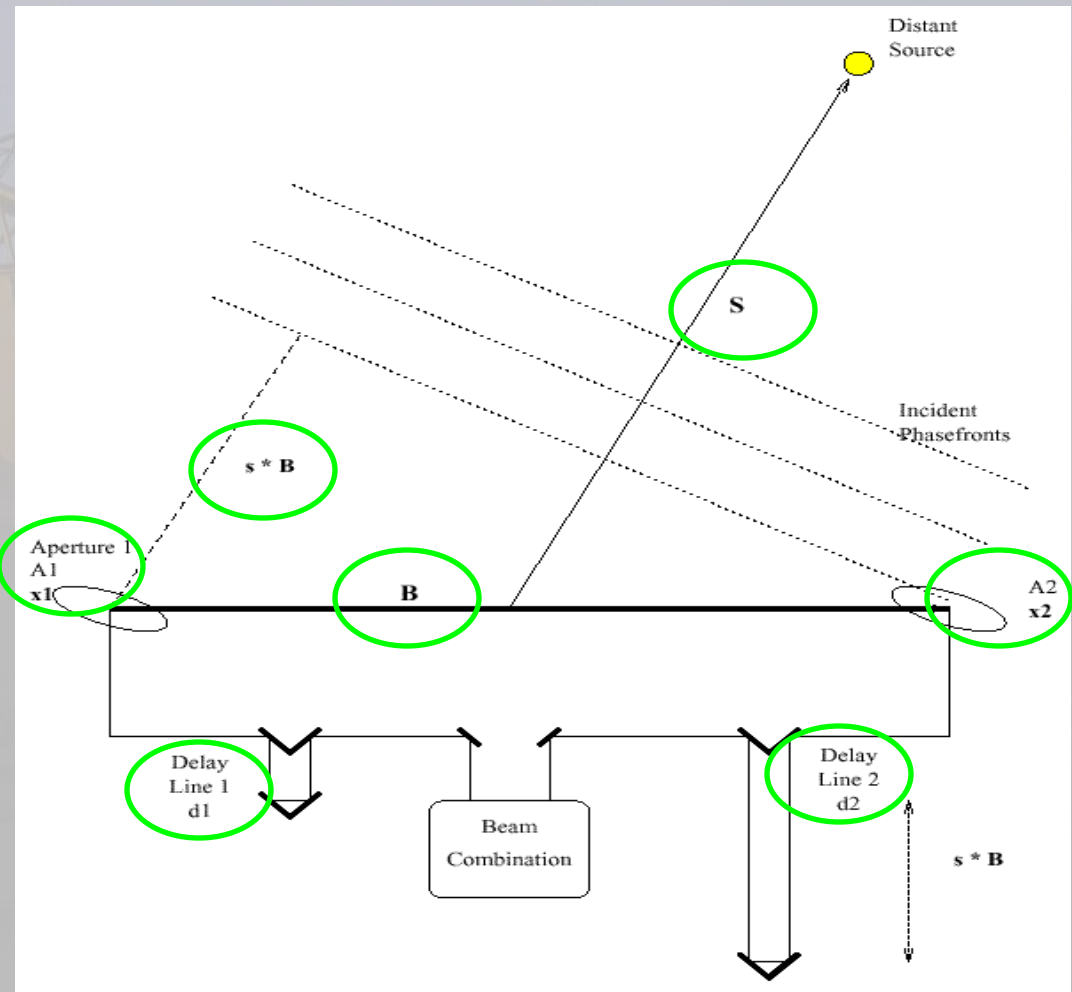 Distant
Source
S
Incident
Phasefronts
s * B
Aperture 1
A1
x1
B
A2
x2
Delay
Line 1
d1
Delay
Line 2
d2
Beam
Combination
s * B